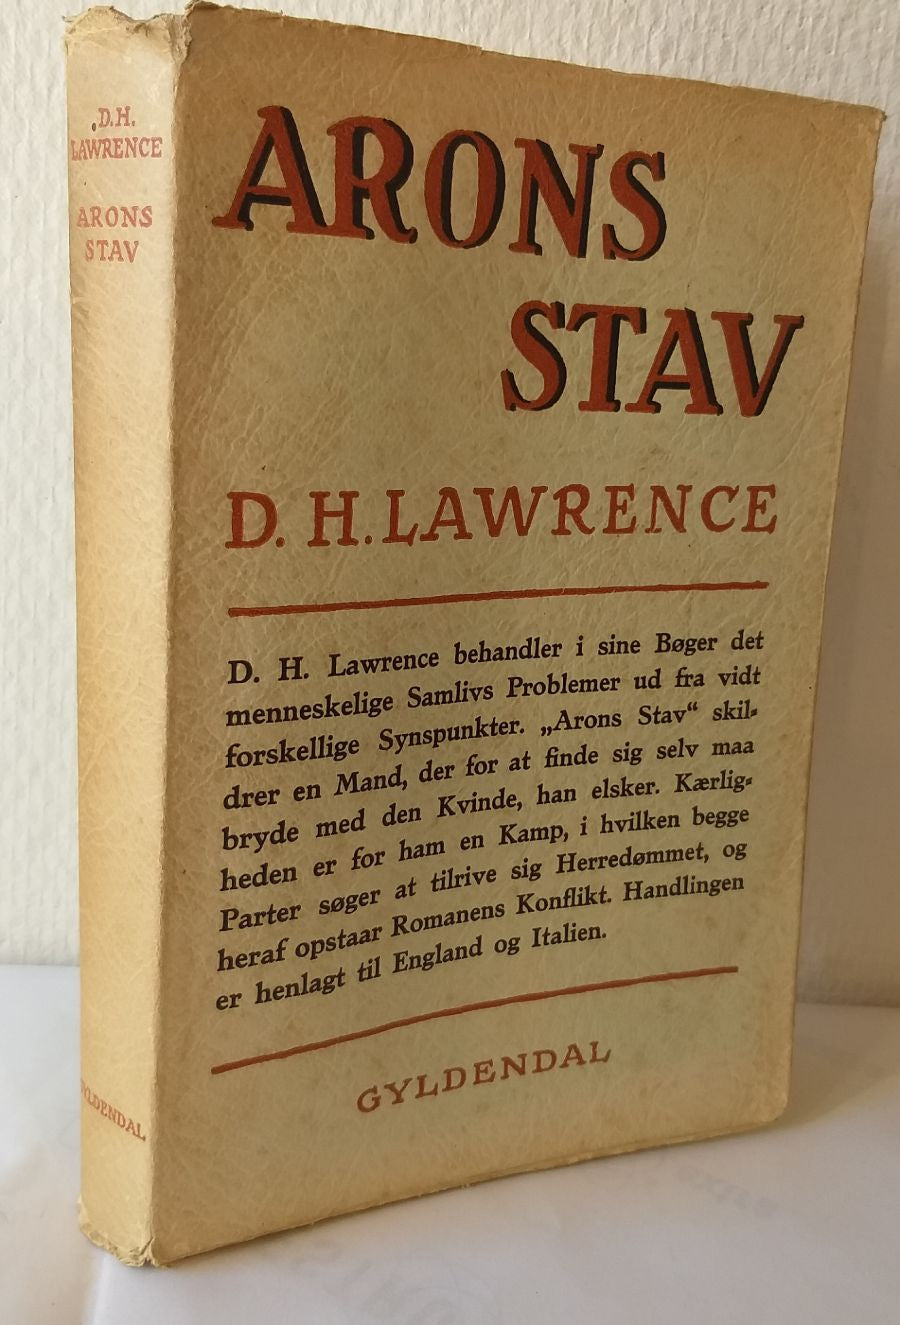 D.H.
LAWRENCE
ARONS
STAV
GYLDENDAL
ARONS
STAV
D. H. LAWRENCE
D. H. Lawrence behandler i sine Bøger det
menneskelige Samlivs Problemer ud fra vidt
forskellige Synspunkter. „Arons Stav“ skil-
drer en Mand, der for at finde sig selv maa
bryde med den Kvinde, han elsker. Kærlig-
heden er for ham en Kamp, i hvilken begge
Parter søger at tilrive sig Herredømmet, og
heraf opstaar Romanens Konflikt. Handlingen
er henlagt til England og Italien.
GYLDENDAL